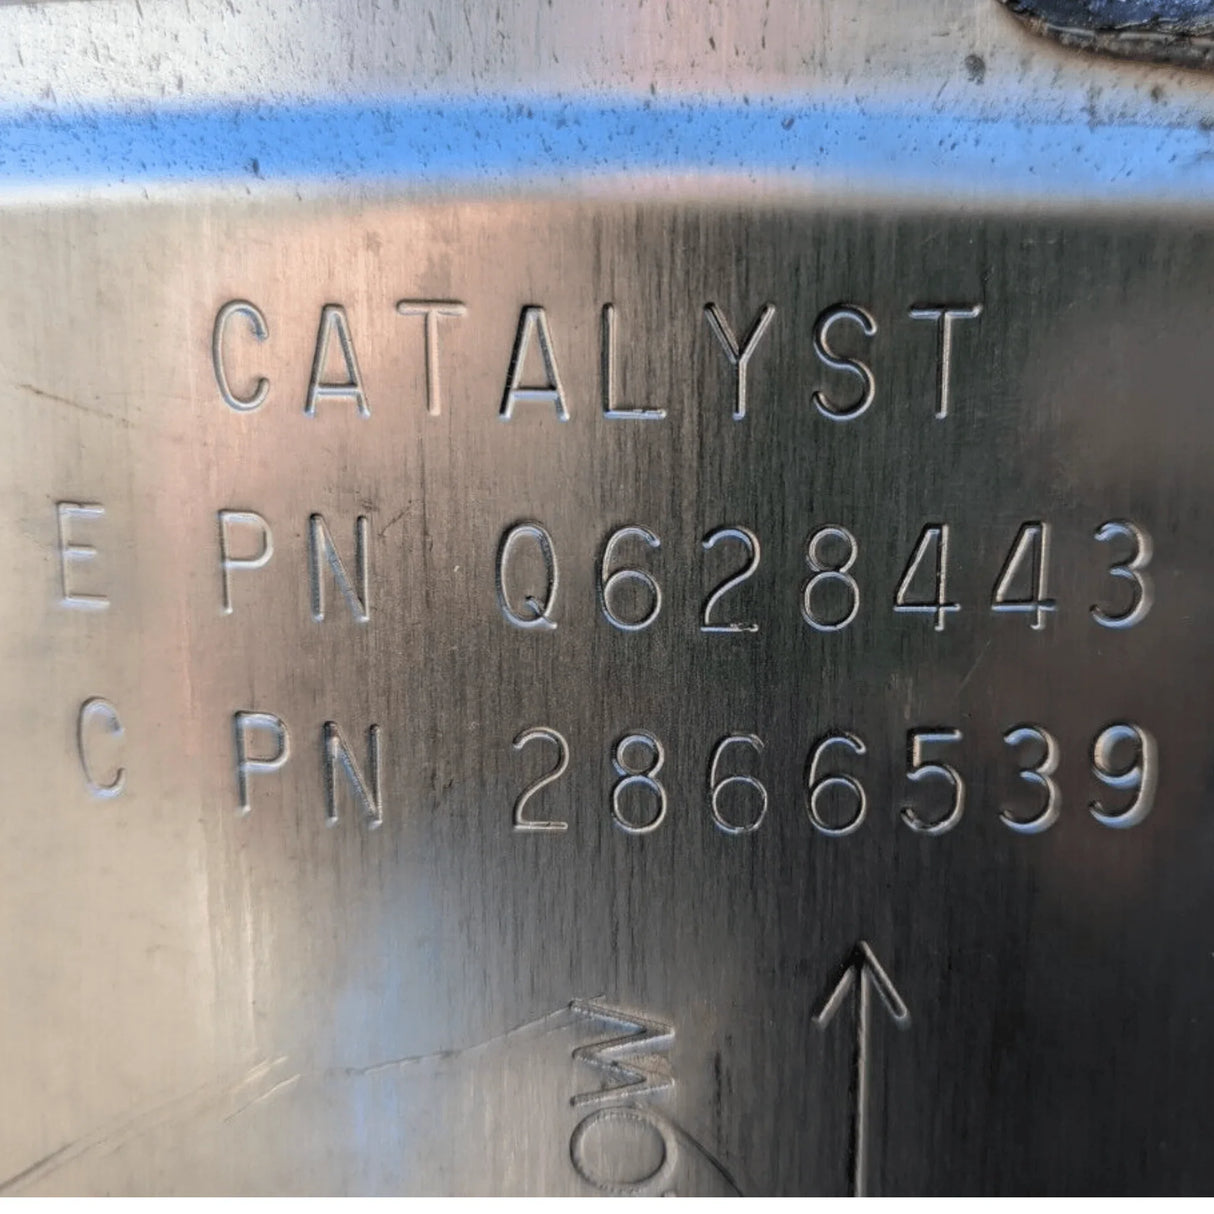 CATALYST
E PN Q628443
C PN 2866539